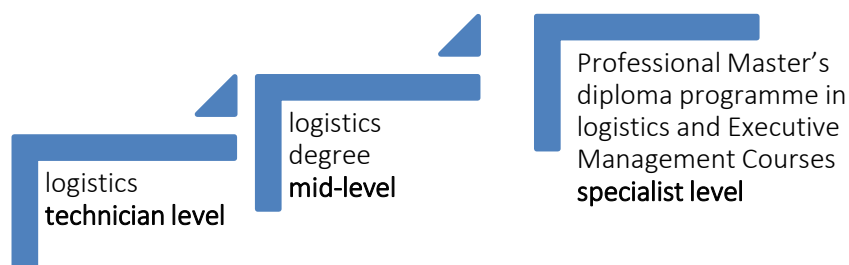 logistics
technician level
logistics
degree
mid-level
Professional Master’s
diploma programme in
logistics and Executive
Management Courses
specialist level